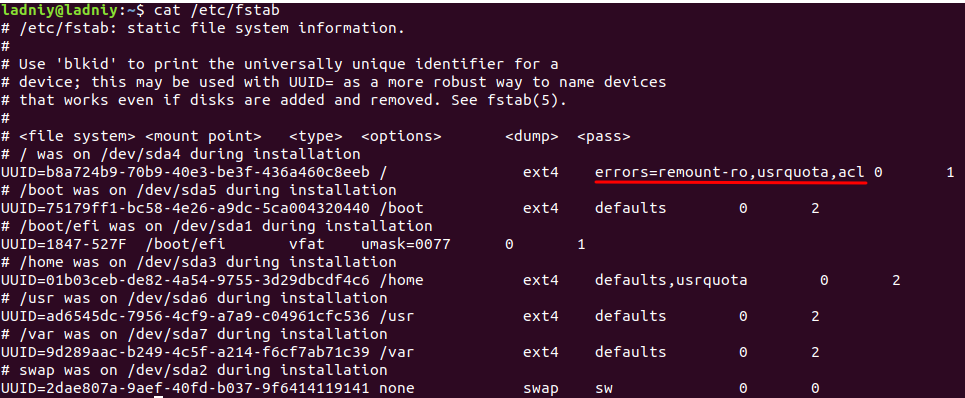 ladniy@ladniy:~$ cat /etc/fstab
# /etc/fstab: static file system information.
#
# Use 'blkid' to print the universally unique identifier for a
# device; this may be used with UUID= as a more robust way to name devices
# that works even if disks are added and removed. See fstab(5).
#
# <file system> <mount point>   <type>  <options>       <dump>  <pass>
# / was on /dev/sda4 during installation
UUID=b8a724b9-70b9-40e3-be3f-436a460c8eeb /               ext4    errors=remount-ro,usrquota,acl 0       1
# /boot was on /dev/sda5 during installation
UUID=75179ff1-bc58-4e26-a9dc-5ca004320440 /boot           ext4    defaults        0       2
# /boot/efi was on /dev/sda1 during installation
UUID=1847-527F  /boot/efi       vfat    umask=0077      0       1
# /home was on /dev/sda3 during installation
UUID=01b03ceb-de82-4a54-9755-3d29dbcdf4c6 /home           ext4    defaults,usrquota        0       2
# /usr was on /dev/sda6 during installation
UUID=ad6545dc-7956-4cf9-a7a9-c04961cfc536 /usr            ext4    defaults        0       2
# /var was on /dev/sda7 during installation
UUID=9d289aac-b249-4c5f-a214-f6cf7ab71c39 /var            ext4    defaults        0       2
# swap was on /dev/sda2 during installation
UUID=2dae807a-9aef-40fd-b037-9f6414119141 none            swap    sw              0       0